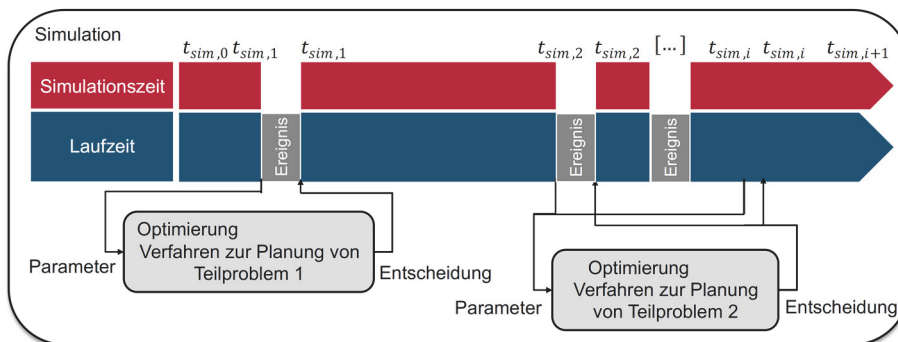 Simulation
t_sim,0 t_sim,1 t_sim,1 t_sim,2 t_sim,2 [...] t_sim,i t_sim,i t_sim,i+1
Simulationszeit
Laufzeit
Ereignis
Ereignis
Ereignis
Optimierung
Verfahren zur Planung von
Teilproblem 1
Parameter
Entscheidung
Optimierung
Verfahren zur Planung
von Teilproblem 2
Parameter
Entscheidung